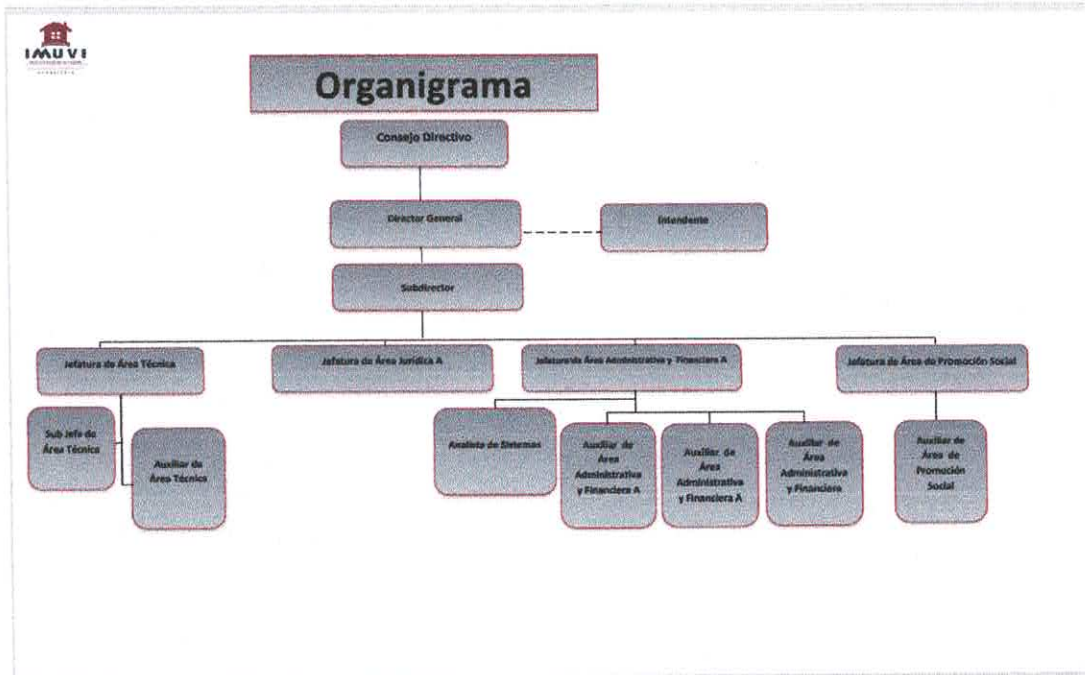 IMUVI
Organigrama
Consejo Directivo
Director General
Intendente
Subdirector
Jefatura de Área Técnica
Jefatura de Área Jurídica A
Jefatura de Área Administrativa y Financiera A
Jefatura de Área de Promoción Social
Sub Jefe de
Área Técnica
Auxiliar de
Área Técnica
Analista de Sistemas
Auxiliar de
Área
Administrativa
y Financiera A
Auxiliar de
Área
Administrativa
y Financiera A
Auxiliar de
Área
Administrativa
y Financiera
Auxiliar de
Área de
Promoción
Social